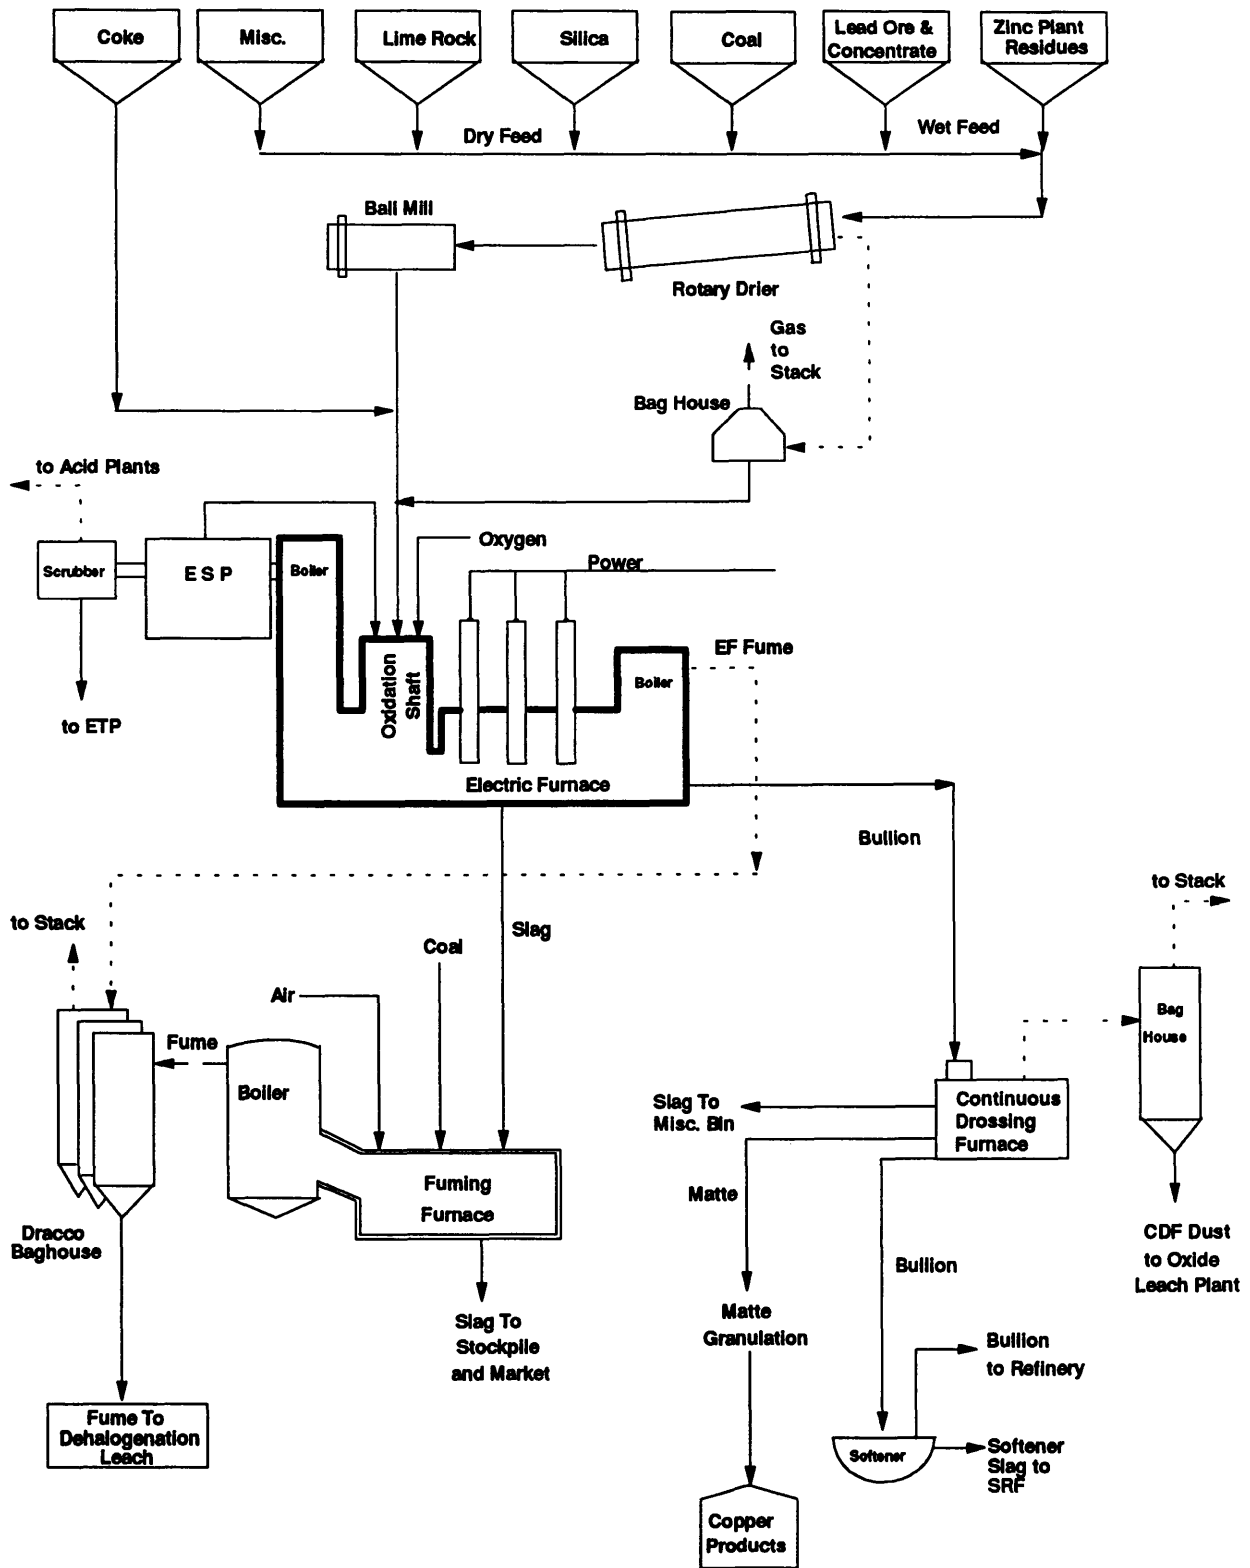 Coke
Misc.
Lime Rock
Silica
Coal
Lead Ore &
Concentrate
Zinc Plant
Residues
Dry Feed
Wet Feed
Ball Mill
Rotary Drier
Gas
to
Stack
Bag House
to Acid Plants
Oxygen
Scrubber
E S P
Boiler
Power
Oxidation
Shaft
EF Fume
Boiler
to ETP
Electric Furnace
Bullion
to Stack
to Stack
Slag
Coal
Air
Bag
House
Fume
Boiler
Continuous
Drossing
Furnace
Slag To
Misc. Bin
Fuming
Furnace
Matte
Dracco
Baghouse
CDF Dust
to Oxide
Leach Plant
Bullion
Slag To
Stockpile
and Market
Matte
Granulation
Bullion
to Refinery
Fume To
Dehalogenation
Leach
Softener
Softener
Slag to
SRF
Copper
Products